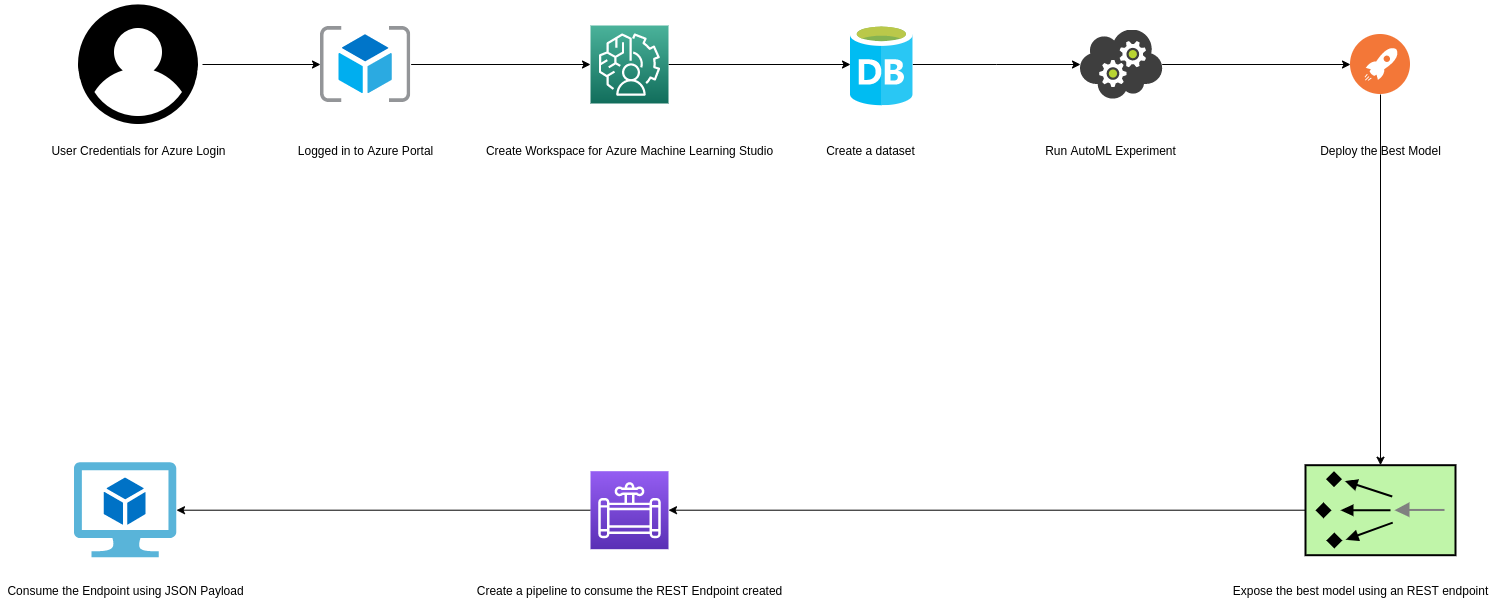 DB
User Credentials for Azure Login
Logged in to Azure Portal
Create Workspace for Azure Machine Learning Studio
Create a dataset
Run AutoML Experiment
Deploy the Best Model
Consume the Endpoint using JSON Payload
Create a pipeline to consume the REST Endpoint created
Expose the best model using an REST endpoint